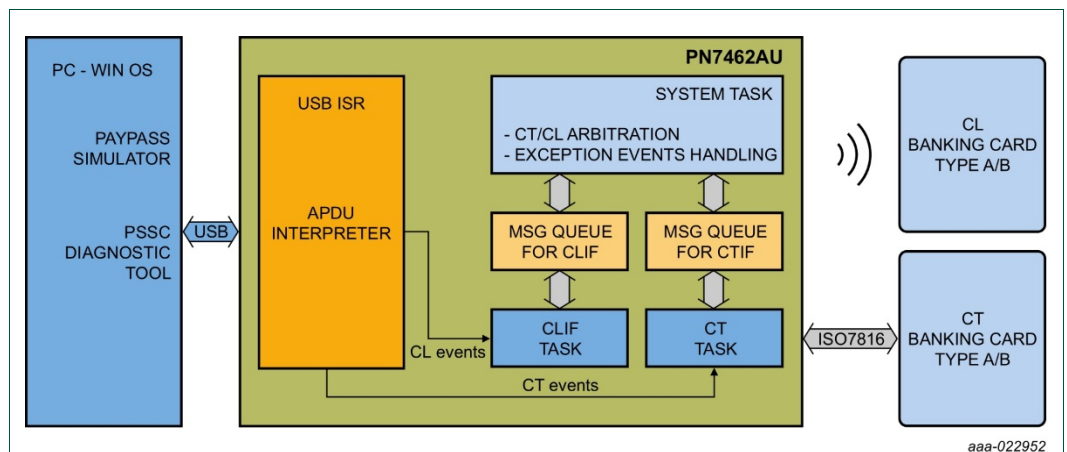 PC - WIN OS
PAYPASS
SIMULATOR
PSSC
DIAGNOSTIC
TOOL
USB
PN7462AU
USB ISR
APDU
INTERPRETER
SYSTEM TASK
- CT/CL ARBITRATION
- EXCEPTION EVENTS HANDLING
MSG QUEUE
FOR CLIF
MSG QUEUE
FOR CTIF
CLIF
TASK
CT
TASK
CL events
CT events
CL
BANKING CARD
TYPE A/B
ISO7816
CT
BANKING CARD
TYPE A/B
aaa-022952